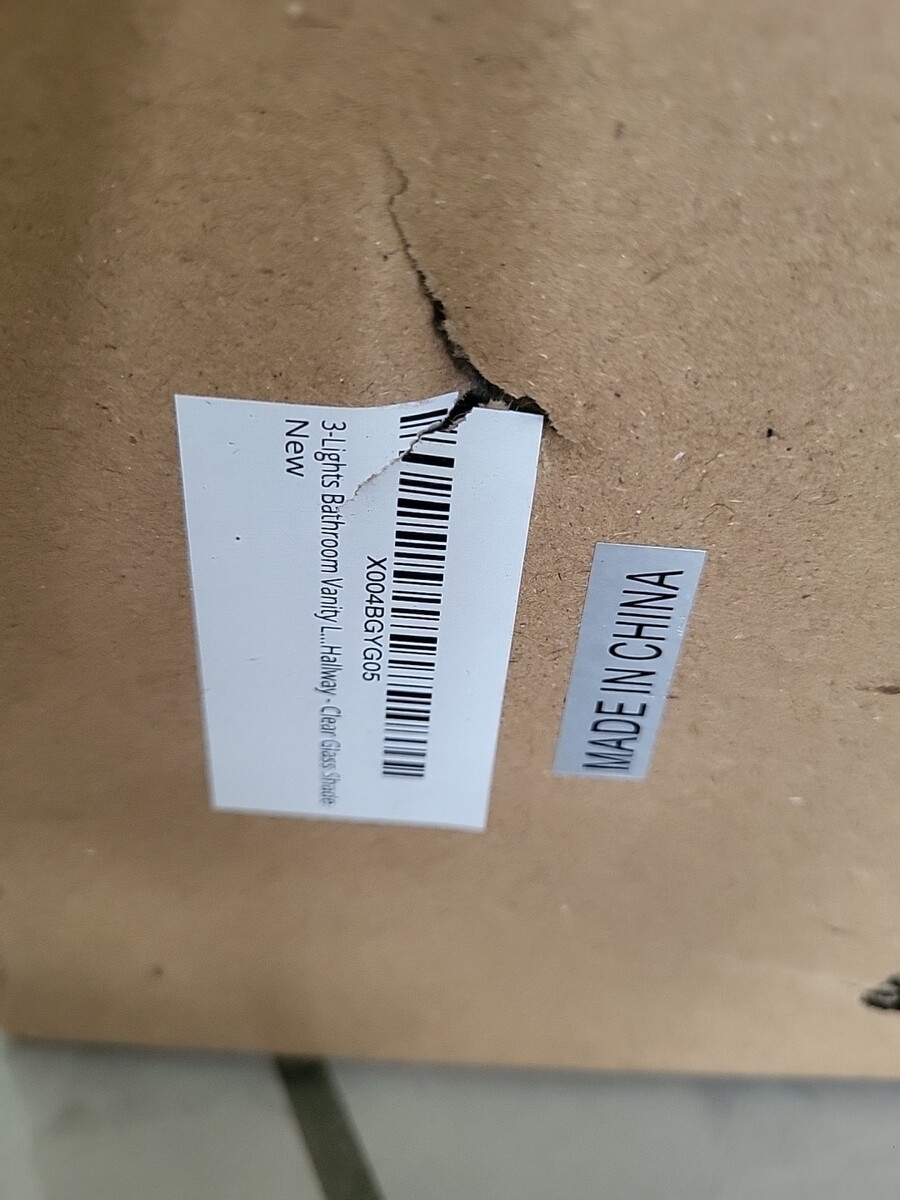 X004BGYG05
3-Lights Bathroom Vanity L...Hallway - Clear Glass Shade
New
MADE IN CHINA